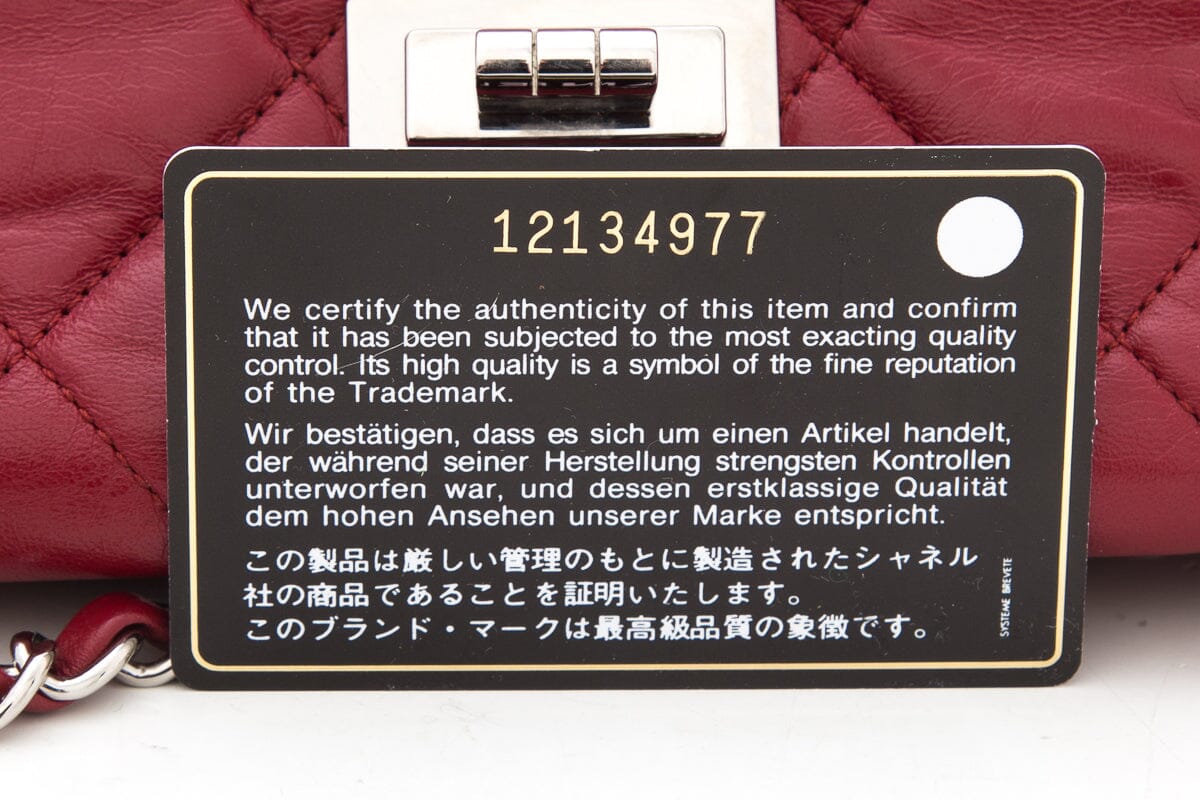 12134977
We certify the authenticity of this item and confirm
that it has been subjected to the most exacting quality
control. Its high quality is a symbol of the fine reputation
of the Trademark.
Wir bestätigen, dass es sich um einen Artikel handelt,
der während seiner Herstellung strengsten Kontrollen
unterworfen war, und dessen erstklassige Qualität
dem hohen Ansehen unserer Marke entspricht.
この製品は厳しい管理のもとに製造されたシャネル
社の商品であることを証明いたします。
このブランド・マークは最高級品質の象徴です。
SYSTEME BREVETE